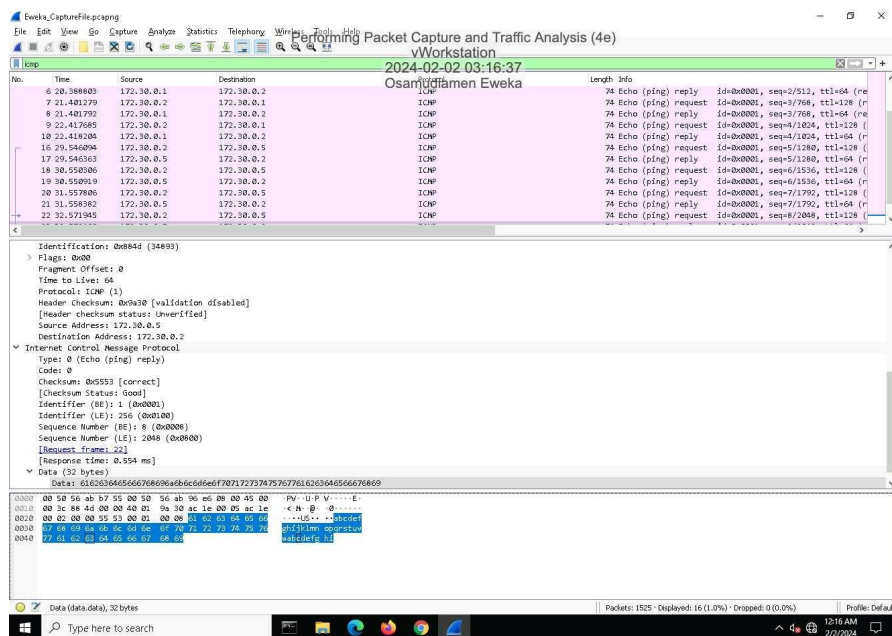 Eweka_CaptureFile.pcapng
File Edit View Go Capture Analyze Statistics Telephony Wireless Tools Help
Performing Packet Capture and Traffic Analysis (4e)
vWorkstation
2024-02-02 03:16:37
Osamudiamen Eweka
icmp
No. Time Source Destination Protocol Length Info
6 20.388803 172.30.0.1 172.30.0.2 ICMP 74 Echo (ping) reply id=0x0001, seq=2/512, ttl=64 (re
7 21.401279 172.30.0.2 172.30.0.1 ICMP 74 Echo (ping) request id=0x0001, seq=3/768, ttl=128 (r
8 21.401792 172.30.0.1 172.30.0.2 ICMP 74 Echo (ping) reply id=0x0001, seq=3/768, ttl=64 (re
9 22.417685 172.30.0.2 172.30.0.1 ICMP 74 Echo (ping) request id=0x0001, seq=4/1024, ttl=128 (
10 22.418204 172.30.0.1 172.30.0.2 ICMP 74 Echo (ping) reply id=0x0001, seq=4/1024, ttl=64 (r
16 29.546094 172.30.0.2 172.30.0.5 ICMP 74 Echo (ping) request id=0x0001, seq=5/1280, ttl=128 (
17 29.546363 172.30.0.5 172.30.0.2 ICMP 74 Echo (ping) reply id=0x0001, seq=5/1280, ttl=64 (r
18 30.550306 172.30.0.2 172.30.0.5 ICMP 74 Echo (ping) request id=0x0001, seq=6/1536, ttl=128 (
19 30.550919 172.30.0.5 172.30.0.2 ICMP 74 Echo (ping) reply id=0x0001, seq=6/1536, ttl=64 (r
20 31.557806 172.30.0.2 172.30.0.5 ICMP 74 Echo (ping) request id=0x0001, seq=7/1792, ttl=128 (
21 31.558382 172.30.0.5 172.30.0.2 ICMP 74 Echo (ping) reply id=0x0001, seq=7/1792, ttl=64 (r
22 32.571945 172.30.0.2 172.30.0.5 ICMP 74 Echo (ping) request id=0x0001, seq=8/2048, ttl=128 (
Identification: 0x884d (34893)
Flags: 0x00
Fragment Offset: 0
Time to Live: 64
Protocol: ICMP (1)
Header Checksum: 0x9a30 [validation disabled]
[Header checksum status: Unverified]
Source Address: 172.30.0.5
Destination Address: 172.30.0.2
Internet Control Message Protocol
Type: 0 (Echo (ping) reply)
Code: 0
Checksum: 0x5553 [correct]
[Checksum Status: Good]
Identifier (BE): 1 (0x0001)
Identifier (LE): 256 (0x0100)
Sequence Number (BE): 8 (0x0008)
Sequence Number (LE): 2048 (0x0800)
[Request frame: 22]
[Response time: 0.554 ms]
Data (32 bytes)
Data: 6162636465666768696a6b6c6d6e6f7071727374757677616263646566676869
0000 00 50 56 ab b7 55 00 50 56 ab 96 e6 08 00 45 00 ·PV··U·P V·····E·
0010 00 3c 88 4d 00 00 40 01 9a 30 ac 1e 00 05 ac 1e ·<·M··@· ·0······
0020 00 02 00 00 55 53 00 01 00 08 61 62 63 64 65 66 ····US·· ··abcdef
0030 67 68 69 6a 6b 6c 6d 6e 6f 70 71 72 73 74 75 76 ghijklmn opqrstuv
0040 77 61 62 63 64 65 66 67 68 69 wabcdefg hi
Data (data.data), 32 bytes Packets: 1525 · Displayed: 16 (1.0%) · Dropped: 0 (0.0%) Profile: Defau
Type here to search 12:16 AM
2/2/2024